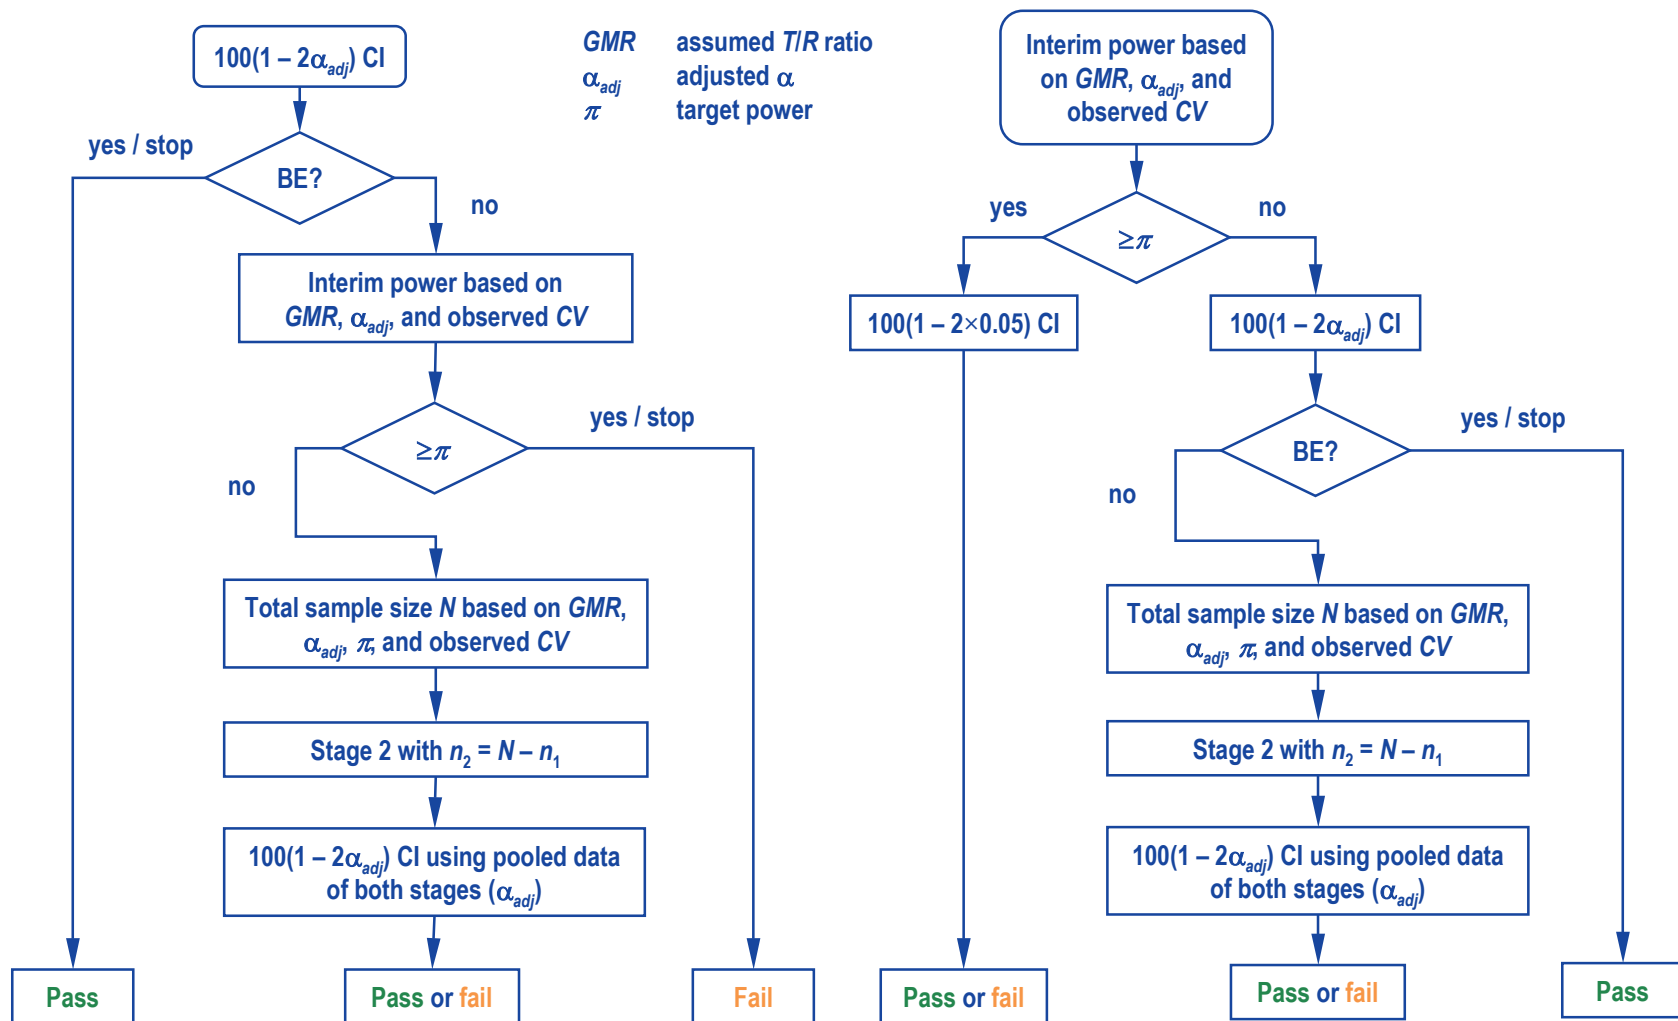 100(1 – 2αadj) CI
yes / stop
BE?
no
Interim power based on
GMR, αadj, and observed CV
≥π
yes / stop
no
Total sample size N based on GMR,
αadj, π, and observed CV
Stage 2 with n2 = N – n1
100(1 – 2αadj) CI using pooled data
of both stages (αadj)
Pass
Pass or fail
Fail
GMR assumed T/R ratio
αadj adjusted α
π target power
Interim power based
on GMR, αadj, and
observed CV
yes
no
≥π
100(1 – 2×0.05) CI
100(1 – 2αadj) CI
BE?
yes / stop
no
Total sample size N based on GMR,
αadj, π, and observed CV
Stage 2 with n2 = N – n1
100(1 – 2αadj) CI using pooled data
of both stages (αadj)
Pass or fail
Pass or fail
Pass